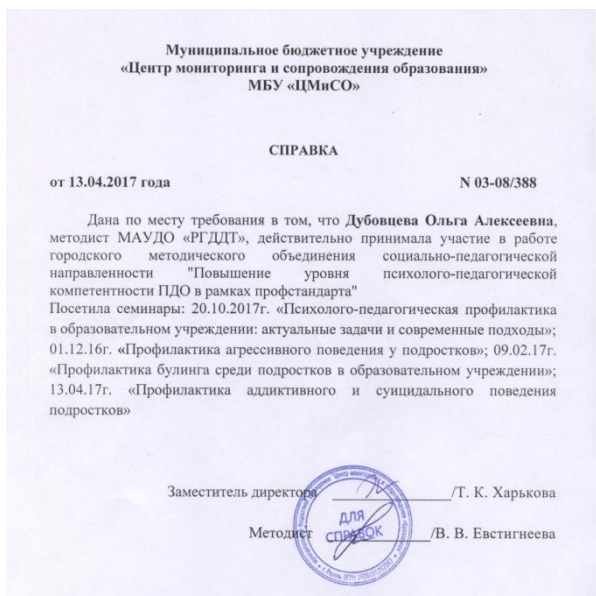 Муниципальное бюджетное учреждение
«Центр мониторинга и сопровождения образования»
МБУ «ЦМиСО»
СПРАВКА
от 13.04.2017 года N 03-08/388
Дана по месту требования в том, что Дубовцева Ольга Алексеевна,
методист МАУДО «РГДДТ», действительно принимала участие в работе
городского методического объединения социально-педагогической
направленности "Повышение уровня психолого-педагогической
компетентности ПДО в рамках профстандарта"
Посетила семинары: 20.10.2017г. «Психолого-педагогическая профилактика
в образовательном учреждении: актуальные задачи и современные подходы»;
01.12.16г. «Профилактика агрессивного поведения у подростков»; 09.02.17г.
«Профилактика булинга среди подростков в образовательном учреждении»;
13.04.17г. «Профилактика аддиктивного и суицидального поведения
подростков»
Заместитель директора /Т. К. Харькова
ДЛЯ
СПРАВОК
Методист /В. В. Евстигнеева